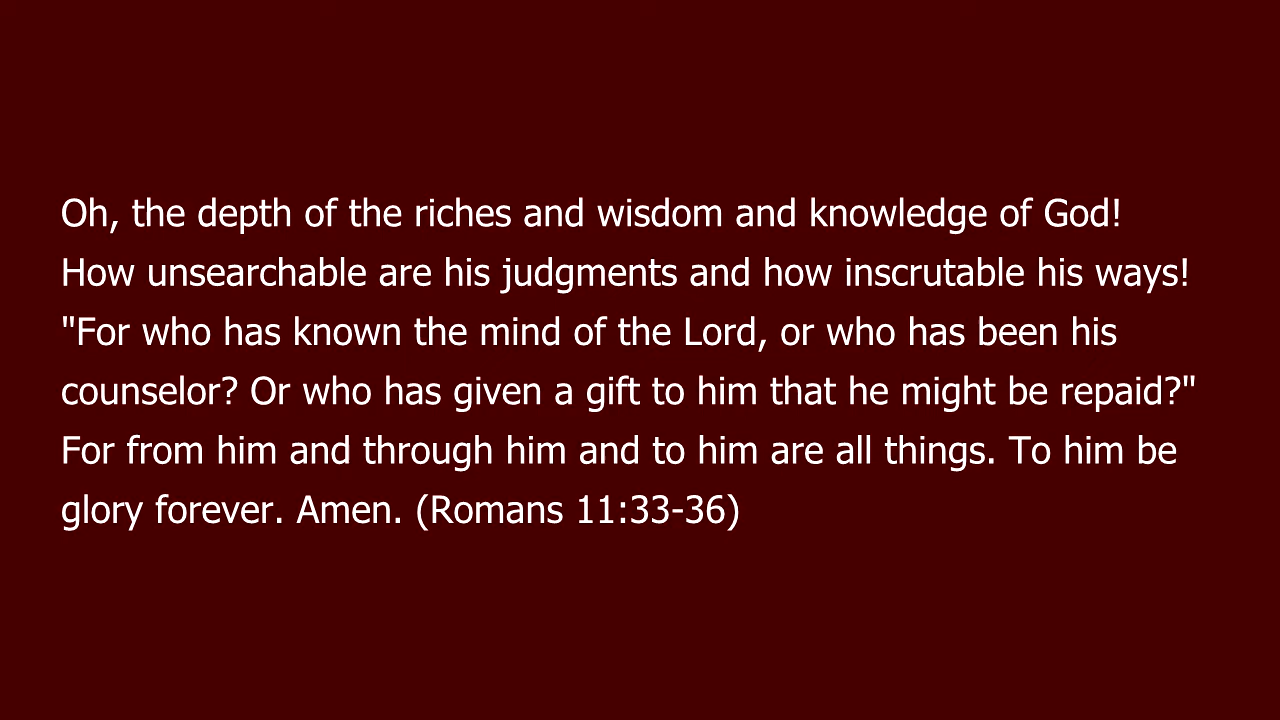 Oh, the depth of the riches and wisdom and knowledge of God!
How unsearchable are his judgments and how inscrutable his ways!
"For who has known the mind of the Lord, or who has been his
counselor? Or who has given a gift to him that he might be repaid?"
For from him and through him and to him are all things. To him be
glory forever. Amen. (Romans 11:33-36)